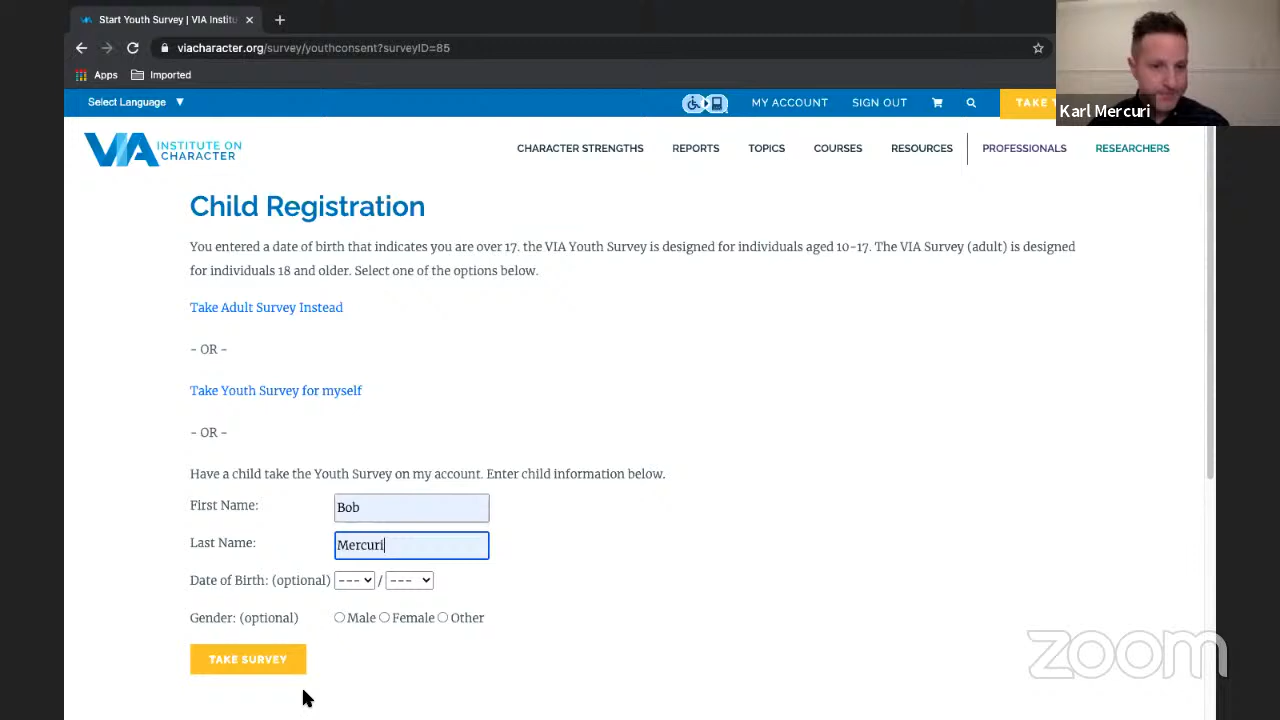 Start Youth Survey | VIA Institu
viacharacter.org/survey/youthconsent?surveyID=85
Apps Imported
Select Language ▼
MY ACCOUNT SIGN OUT
TAKE
Karl Mercuri
VIA INSTITUTE ON CHARACTER
CHARACTER STRENGTHS REPORTS TOPICS COURSES RESOURCES PROFESSIONALS RESEARCHERS
Child Registration
You entered a date of birth that indicates you are over 17. the VIA Youth Survey is designed for individuals aged 10-17. The VIA Survey (adult) is designed
for individuals 18 and older. Select one of the options below.
Take Adult Survey Instead
- OR -
Take Youth Survey for myself
- OR -
Have a child take the Youth Survey on my account. Enter child information below.
First Name: Bob
Last Name: Mercuri
Date of Birth: (optional) --- / ---
Gender: (optional) Male Female Other
TAKE SURVEY
zoom